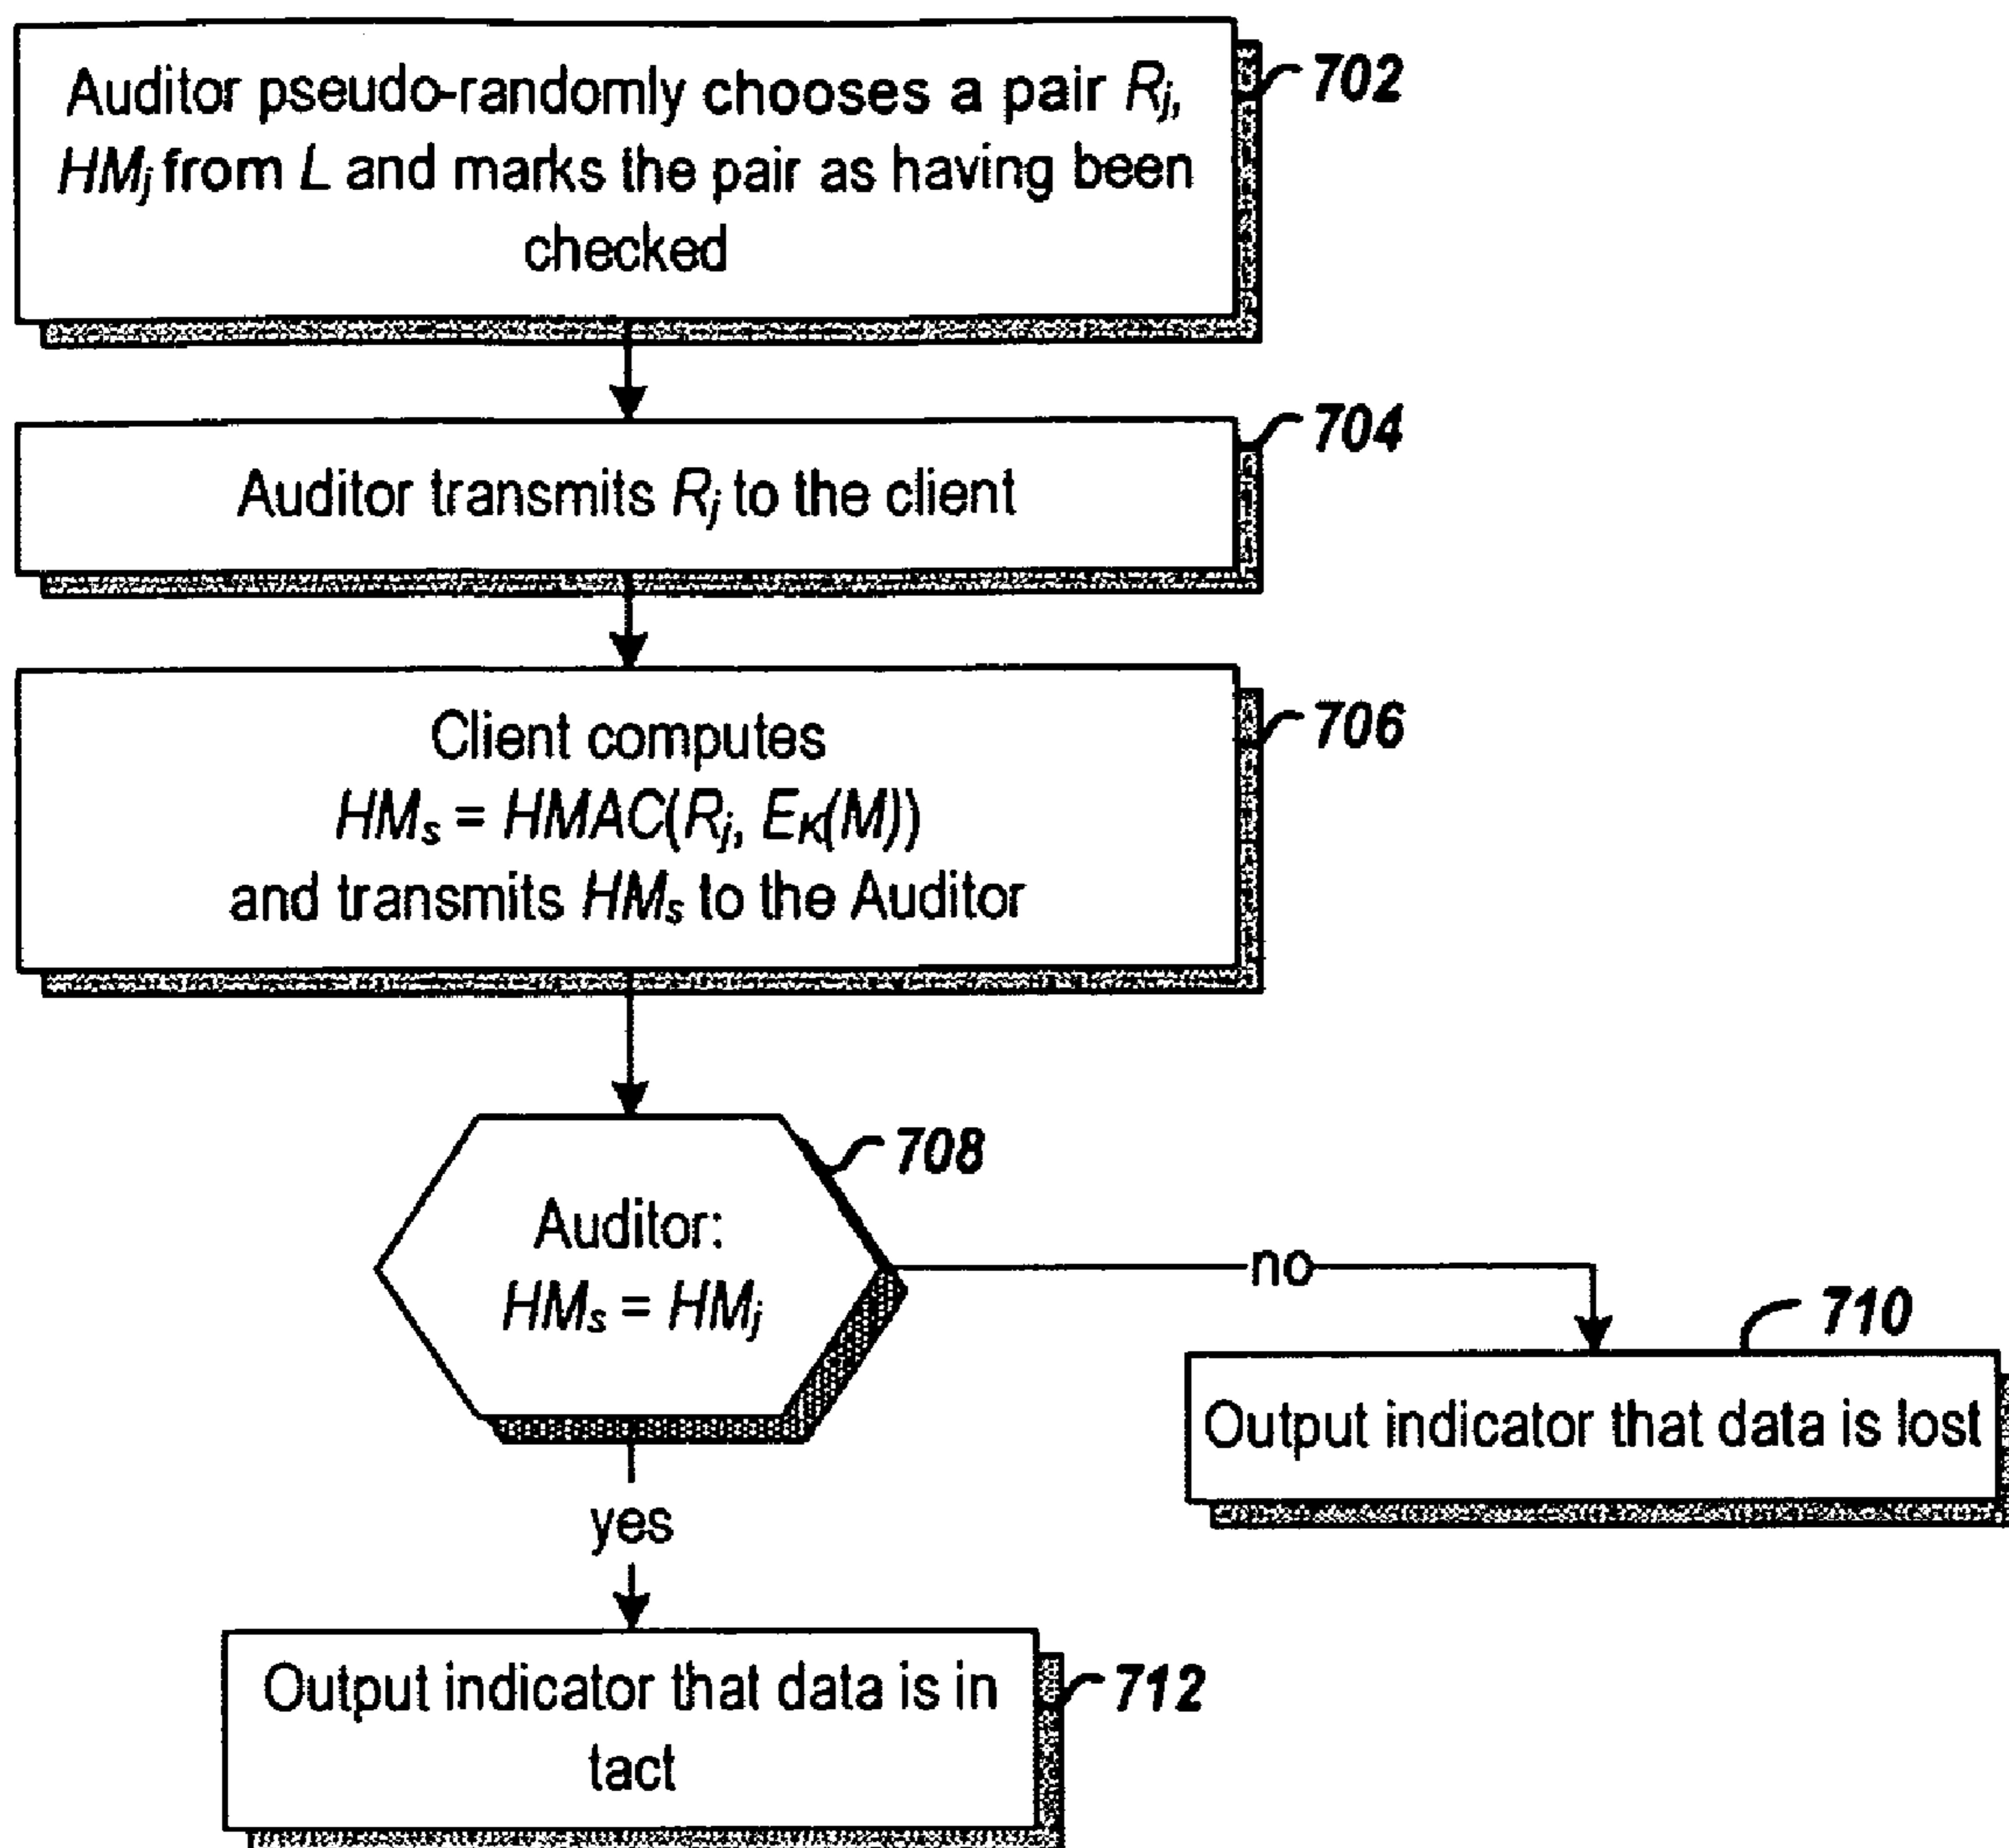 Auditor pseudo-randomly chooses a pair Rj,
HMj from L and marks the pair as having been
checked
702
Auditor transmits Rj to the client
704
Client computes
HMs = HMAC(Rj, EK(M))
and transmits HMs to the Auditor
706
Auditor:
HMs = HMj
708
no
710
Output indicator that data is lost
yes
Output indicator that data is in
tact
712